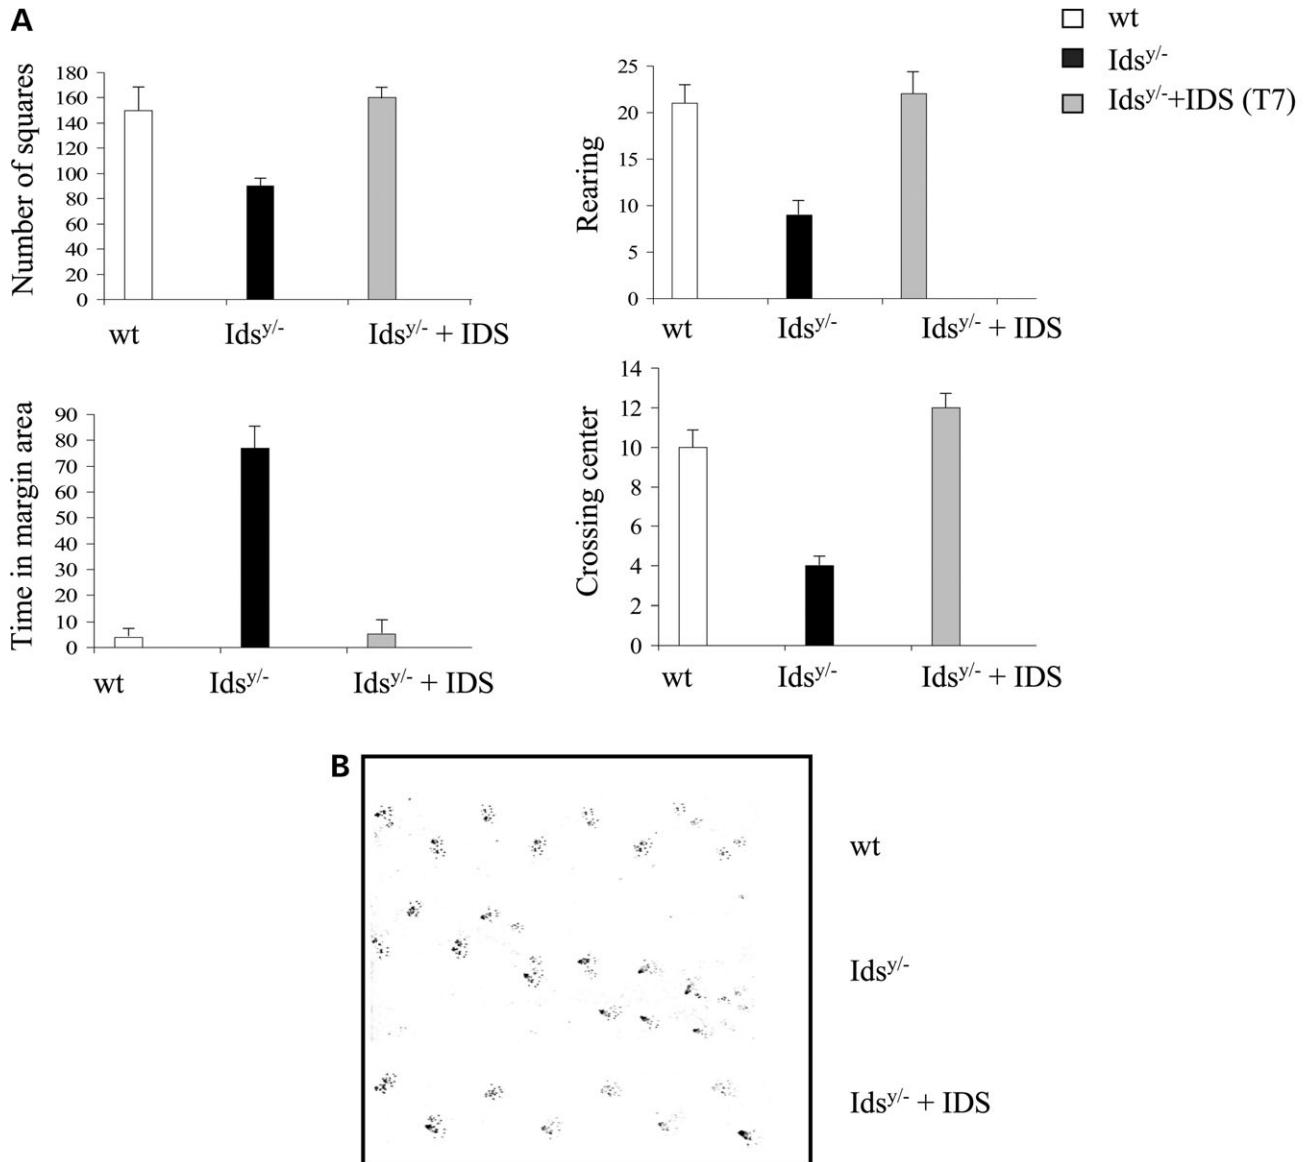 A
wt
Ids^y/-
Ids^y/-+IDS (T7)
Number of squares
180
160
140
120
100
80
60
40
20
0
wt Ids^y/- Ids^y/- + IDS
Rearing
25
20
15
10
5
0
wt Ids^y/- Ids^y/- + IDS
Time in margin area
90
80
70
60
50
40
30
20
10
0
wt Ids^y/- Ids^y/- + IDS
Crossing center
14
12
10
8
6
4
2
0
wt Ids^y/- Ids^y/- + IDS
B
wt
Ids^y/-
Ids^y/- + IDS